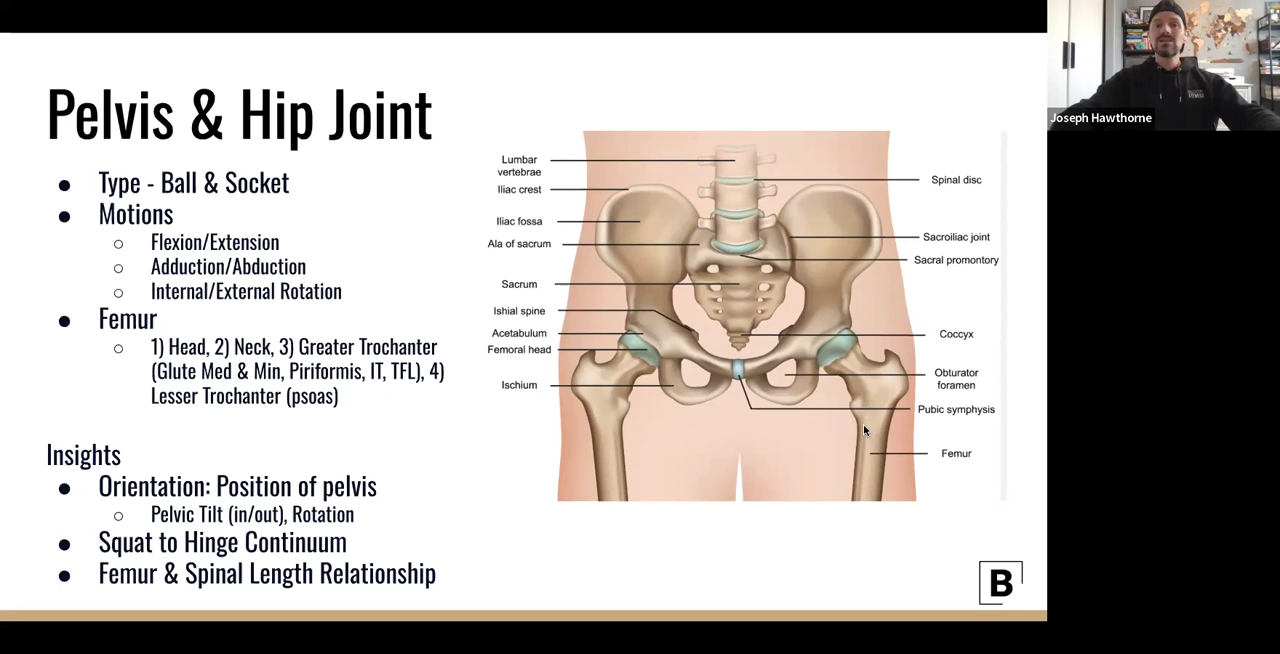 Pelvis & Hip Joint
● Type - Ball & Socket
● Motions
○ Flexion/Extension
○ Adduction/Abduction
○ Internal/External Rotation
● Femur
○ 1) Head, 2) Neck, 3) Greater Trochanter
(Glute Med & Min, Piriformis, IT, TFL), 4)
Lesser Trochanter (psoas)
Insights
● Orientation: Position of pelvis
○ Pelvic Tilt (in/out), Rotation
● Squat to Hinge Continuum
● Femur & Spinal Length Relationship
Lumbar
vertebrae
Iliac crest
Iliac fossa
Ala of sacrum
Sacrum
Ishial spine
Acetabulum
Femoral head
Ischium
Spinal disc
Sacroiliac joint
Sacral promontory
Coccyx
Obturator
foramen
Pubic symphysis
Femur
B
Joseph Hawthorne